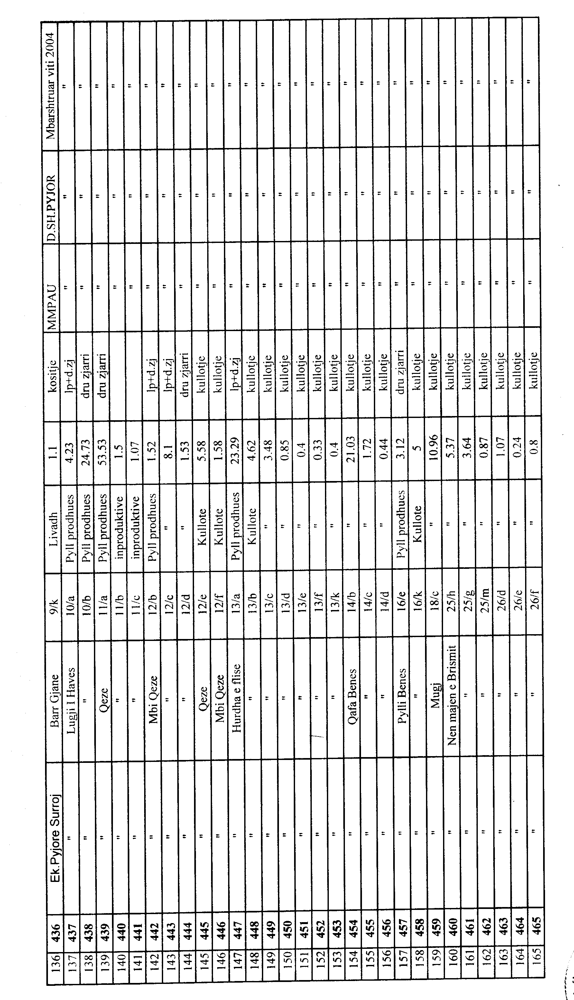 136 436 Ek.Pyjore Surroj Barr Gjane 9/k Livadh 1.1 kositje MMPAU D.SH.PYJOR Mbarshtruar viti 2004
137 437 " Lugji I Haves 10/a Pyll prodhues 4.23 lp+d.zj " " "
138 438 " " 10/b Pyll prodhues 24.73 dru zjarri " " "
139 439 " Qeze 11/a Pyll prodhues 53.53 dru zjarri " " "
140 440 " " 11/b inproduktive 1.5 " " "
141 441 " " 11/c inproduktive 1.07 " " "
142 442 " Mbi Qeze 12/b Pyll prodhues 1.52 lp+d.zj " " "
143 443 " " 12/c " 8.1 lp+d.zj " " "
144 444 " " 12/d " 1.53 dru zjarri " " "
145 445 " Qeze 12/e Kullote 5.58 kullotje " " "
146 446 " Mbi Qeze 12/f Kullote 1.58 kullotje " " "
147 447 " Hurdha e flise 13/a Pyll prodhues 23.29 lp+d.zj " " "
148 448 " " 13/b Kullote 4.62 kullotje " " "
149 449 " " 13/c " 3.48 kullotje " " "
150 450 " " 13/d " 0.85 kullotje " " "
151 451 " " 13/e " 0.4 kullotje " " "
152 452 " " 13/f " 0.33 kullotje " " "
153 453 " " 13/k " 0.4 kullotje " " "
154 454 " Qafa Benes 14/b " 21.03 kullotje " " "
155 455 " " 14/c " 1.72 kullotje " " "
156 456 " " 14/d " 0.44 kullotje " " "
157 457 " Pylli Benes 16/e Pyll prodhues 3.12 dru zjarri " " "
158 458 " " 16/k Kullote 5 kullotje " " "
159 459 " Mugj 18/c " 10.96 kullotje " " "
160 460 " Nen majen e Brismit 25/h " 5.37 kullotje " " "
161 461 " " 25/g " 3.64 kullotje " " "
162 462 " " 25/m " 0.87 kullotje " " "
163 463 " " 26/d " 1.07 kullotje " " "
164 464 " " 26/e " 0.24 kullotje " " "
165 465 " " 26/f " 0.8 kullotje " " "